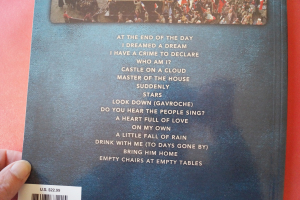 AT THE END OF THE DAY
I DREAMED A DREAM
I HAVE A CRIME TO DECLARE
WHO AM I?
CASTLE ON A CLOUD
MASTER OF THE HOUSE
SUDDENLY
STARS
LOOK DOWN (GAVROCHE)
DO YOU HEAR THE PEOPLE SING?
A HEART FULL OF LOVE
ON MY OWN
A LITTLE FALL OF RAIN
DRINK WITH ME (TO DAYS GONE BY)
BRING HIM HOME
EMPTY CHAIRS AT EMPTY TABLES
U.S. $22.99